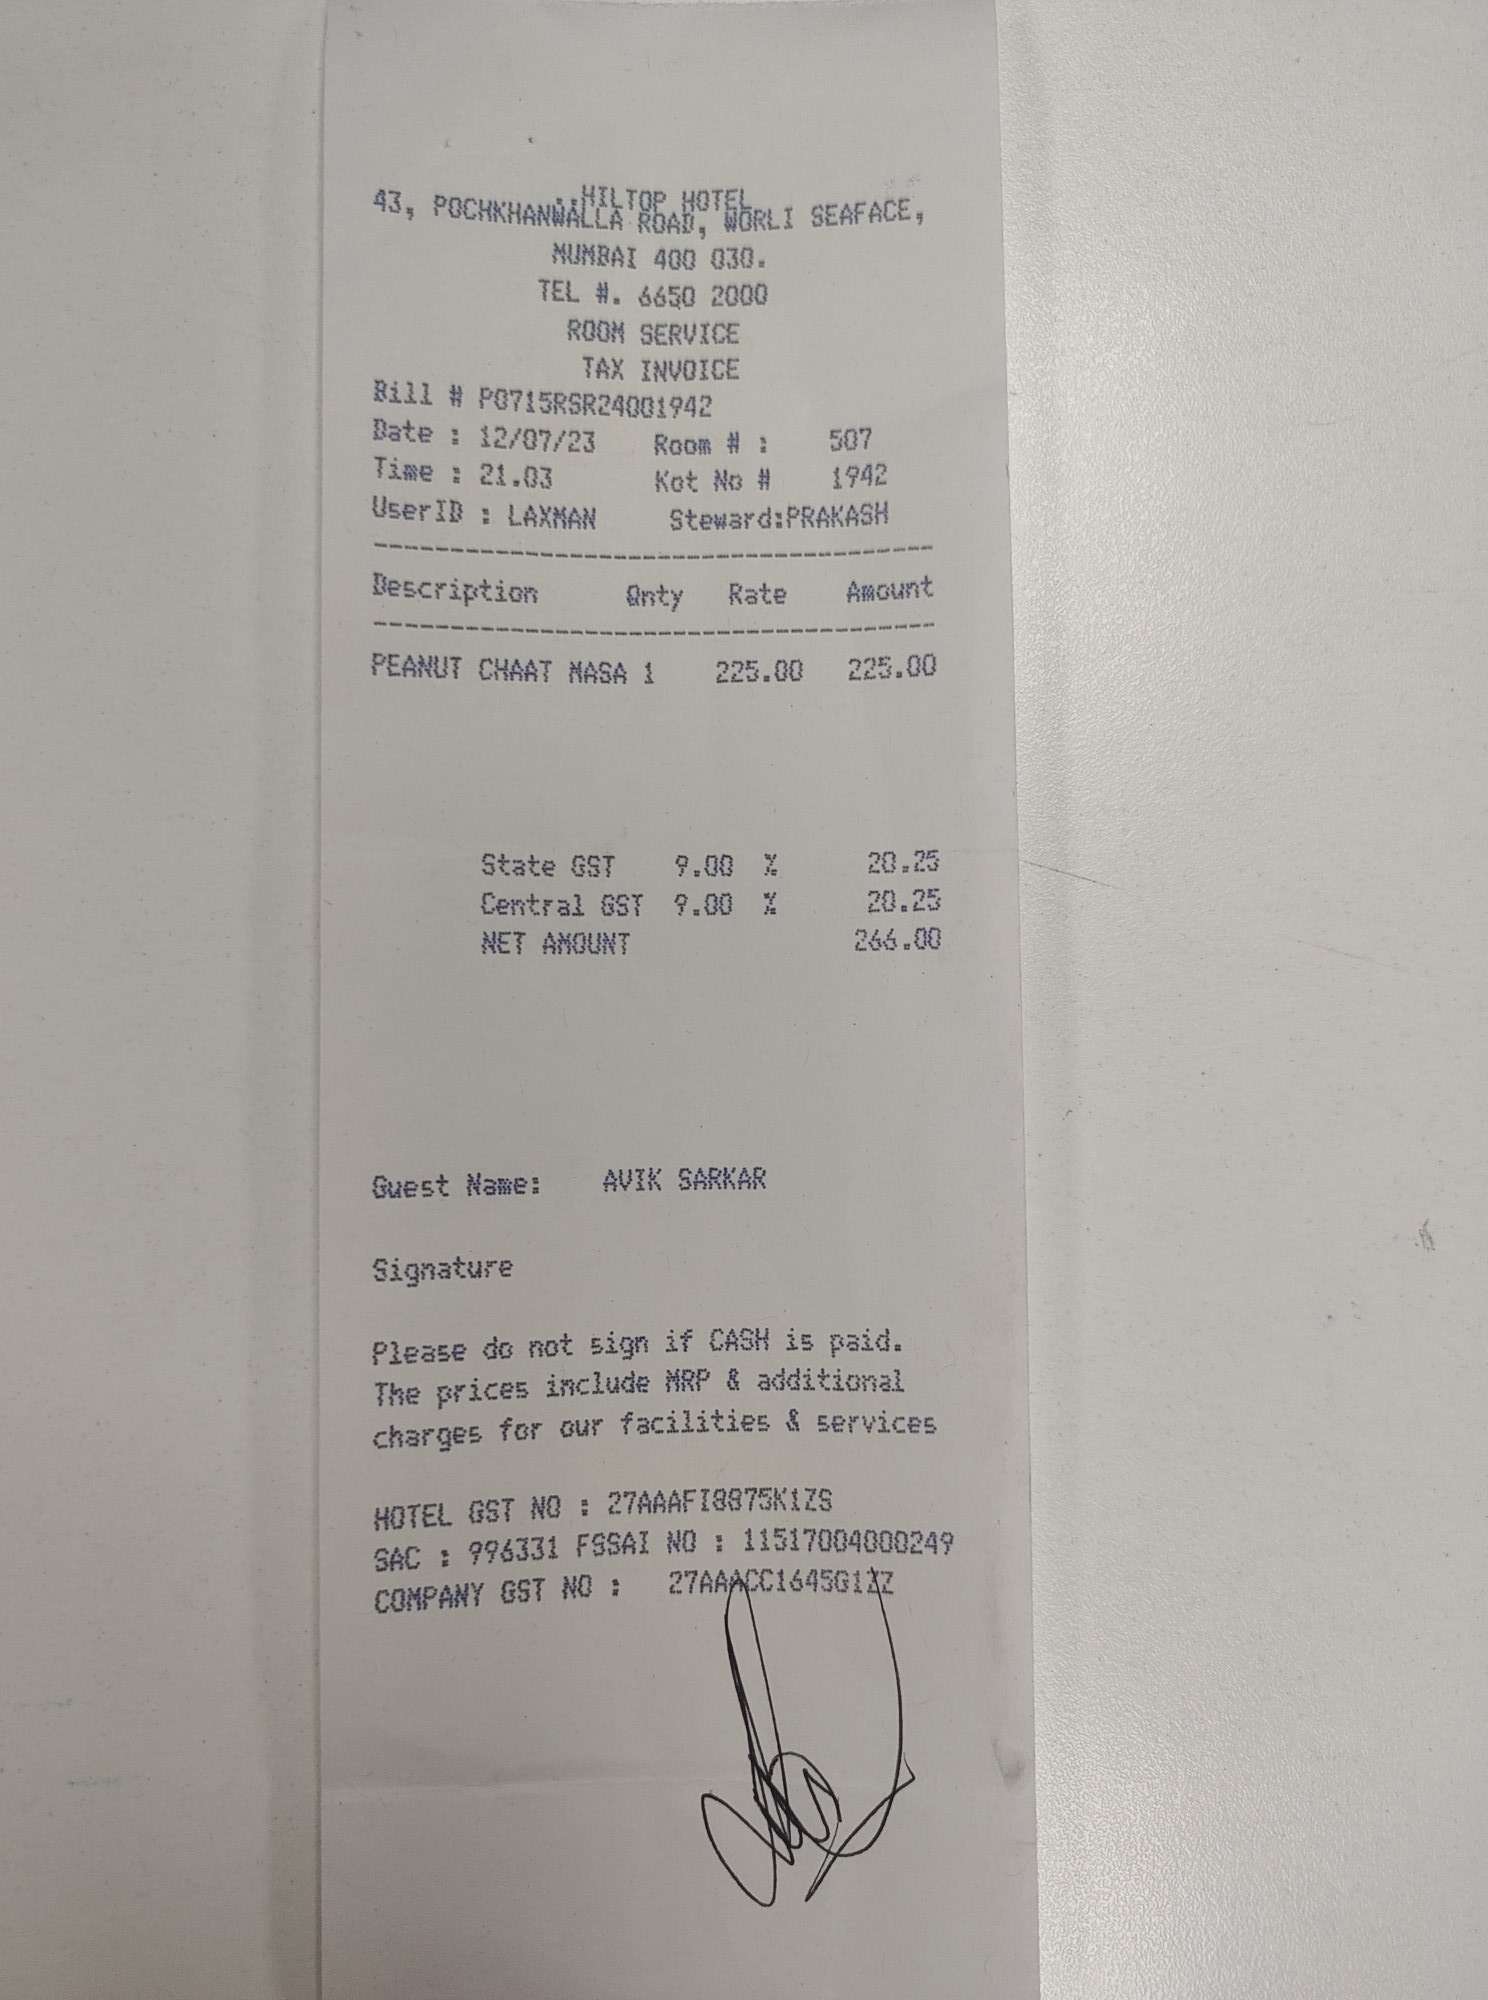 ..HILTOP HOTEL
43, POCHKHANWALLA ROAD, WORLI SEAFACE,
MUMBAI 400 030.
TEL #. 6650 2000
ROOM SERVICE
TAX INVOICE
Bill # P0715RSR24001942
Date : 12/07/23 Room # : 507
Time : 21.03 Kot No # 1942
UserID : LAXMAN Steward:PRAKASH
Description Qnty Rate Amount
PEANUT CHAAT MASA 1 225.00 225.00
State GST 9.00 % 20.25
Central GST 9.00 % 20.25
NET AMOUNT 266.00
Guest Name: AVIK SARKAR
Signature
Please do not sign if CASH is paid.
The prices include MRP & additional
charges for our facilities & services
HOTEL GST NO : 27AAAFI8875K1ZS
SAC : 996331 FSSAI NO : 11517004000249
COMPANY GST NO : 27AAACC1645G1ZZ